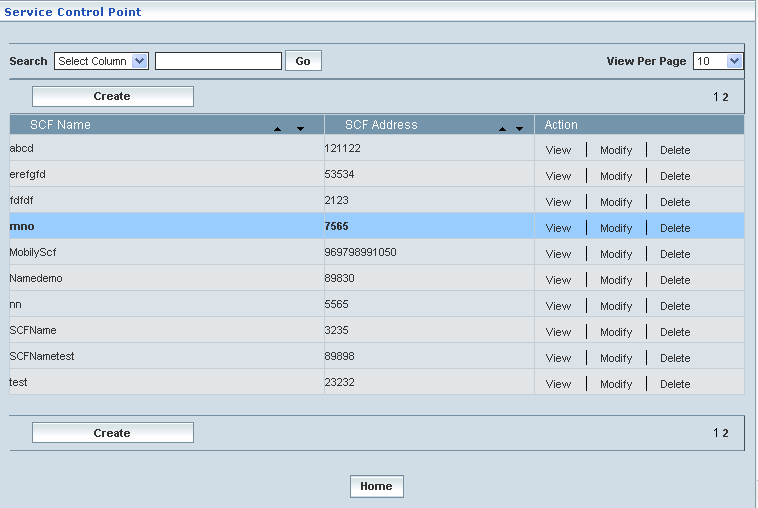 Service Control Point
Search Select Column Go View Per Page 10
Create 1 2
SCF Name SCF Address Action
abcd 121122 View Modify Delete
erefgfd 53534 View Modify Delete
fdfdf 2123 View Modify Delete
mno 7565 View Modify Delete
MobilyScf 969798991050 View Modify Delete
Namedemo 89830 View Modify Delete
nn 5565 View Modify Delete
SCFName 3235 View Modify Delete
SCFNametest 89898 View Modify Delete
test 23232 View Modify Delete
Create 1 2
Home